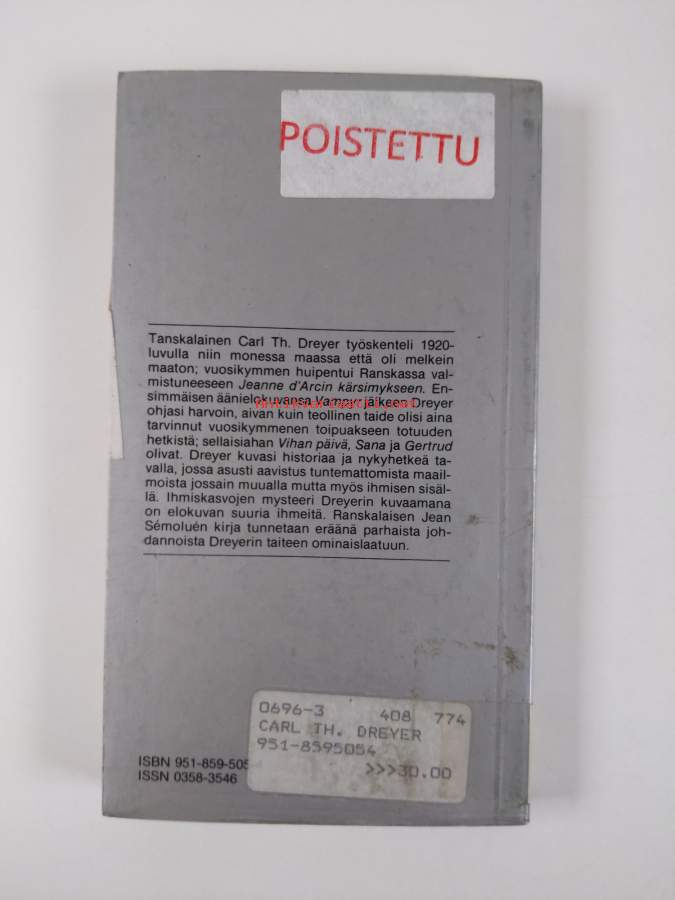 POISTETTU
Tanskalainen Carl Th. Dreyer työskenteli 1920-
luvulla niin monessa maassa että oli melkein
maaton; vuosikymmen huipentui Ranskassa val-
mistuneeseen Jeanne d'Arcin kärsimykseen. En-
simmäisen äänielokuvansa Vampyr jälkeen Dreyer
ohjasi harvoin, aivan kuin teollinen taide olisi aina
tarvinnut vuosikymmenen toipuakseen totuuden
hetkistä; sellaisiahan Vihan päivä, Sana ja Gertrud
olivat. Dreyer kuvasi historiaa ja nykyhetkeä ta-
valla, jossa asusti aavistus tuntemattomista maail-
moista jossain muualla mutta myös ihmisen sisäl-
lä. Ihmiskasvojen mysteeri Dreyerin kuvaamana
on elokuvan suuria ihmeitä. Ranskalaisen Jean
Sémoluén kirja tunnetaan eräänä parhaista joh-
dannoista Dreyerin taiteen ominaislaatuun.
0696-3 408 774
CARL TH. DREYER
951-8595054
>>>30.00
ISBN 951-859-505
ISSN 0358-3546